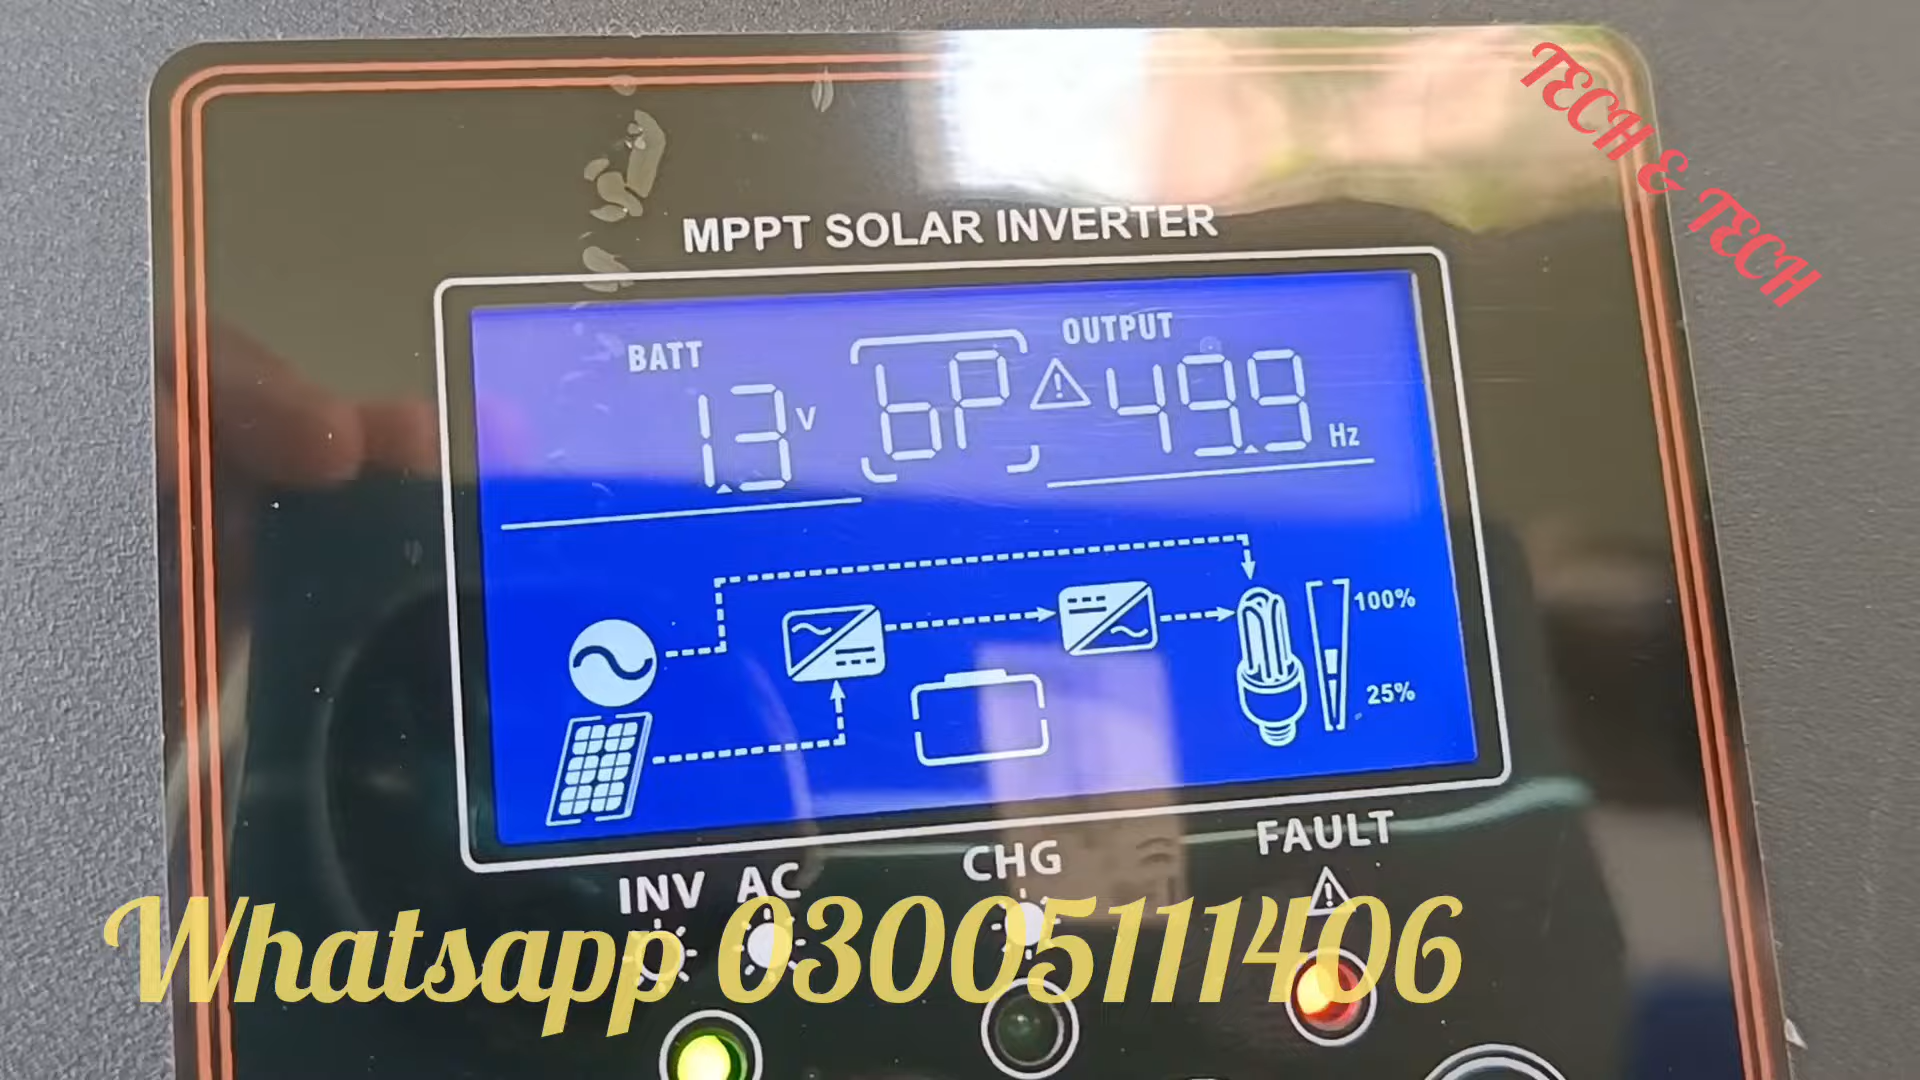 TECH & TECH
MPPT SOLAR INVERTER
BATT
OUTPUT
1.3 V
bP
49.9 Hz
100%
25%
INV AC
CHG
FAULT
Whatsapp 03005111406